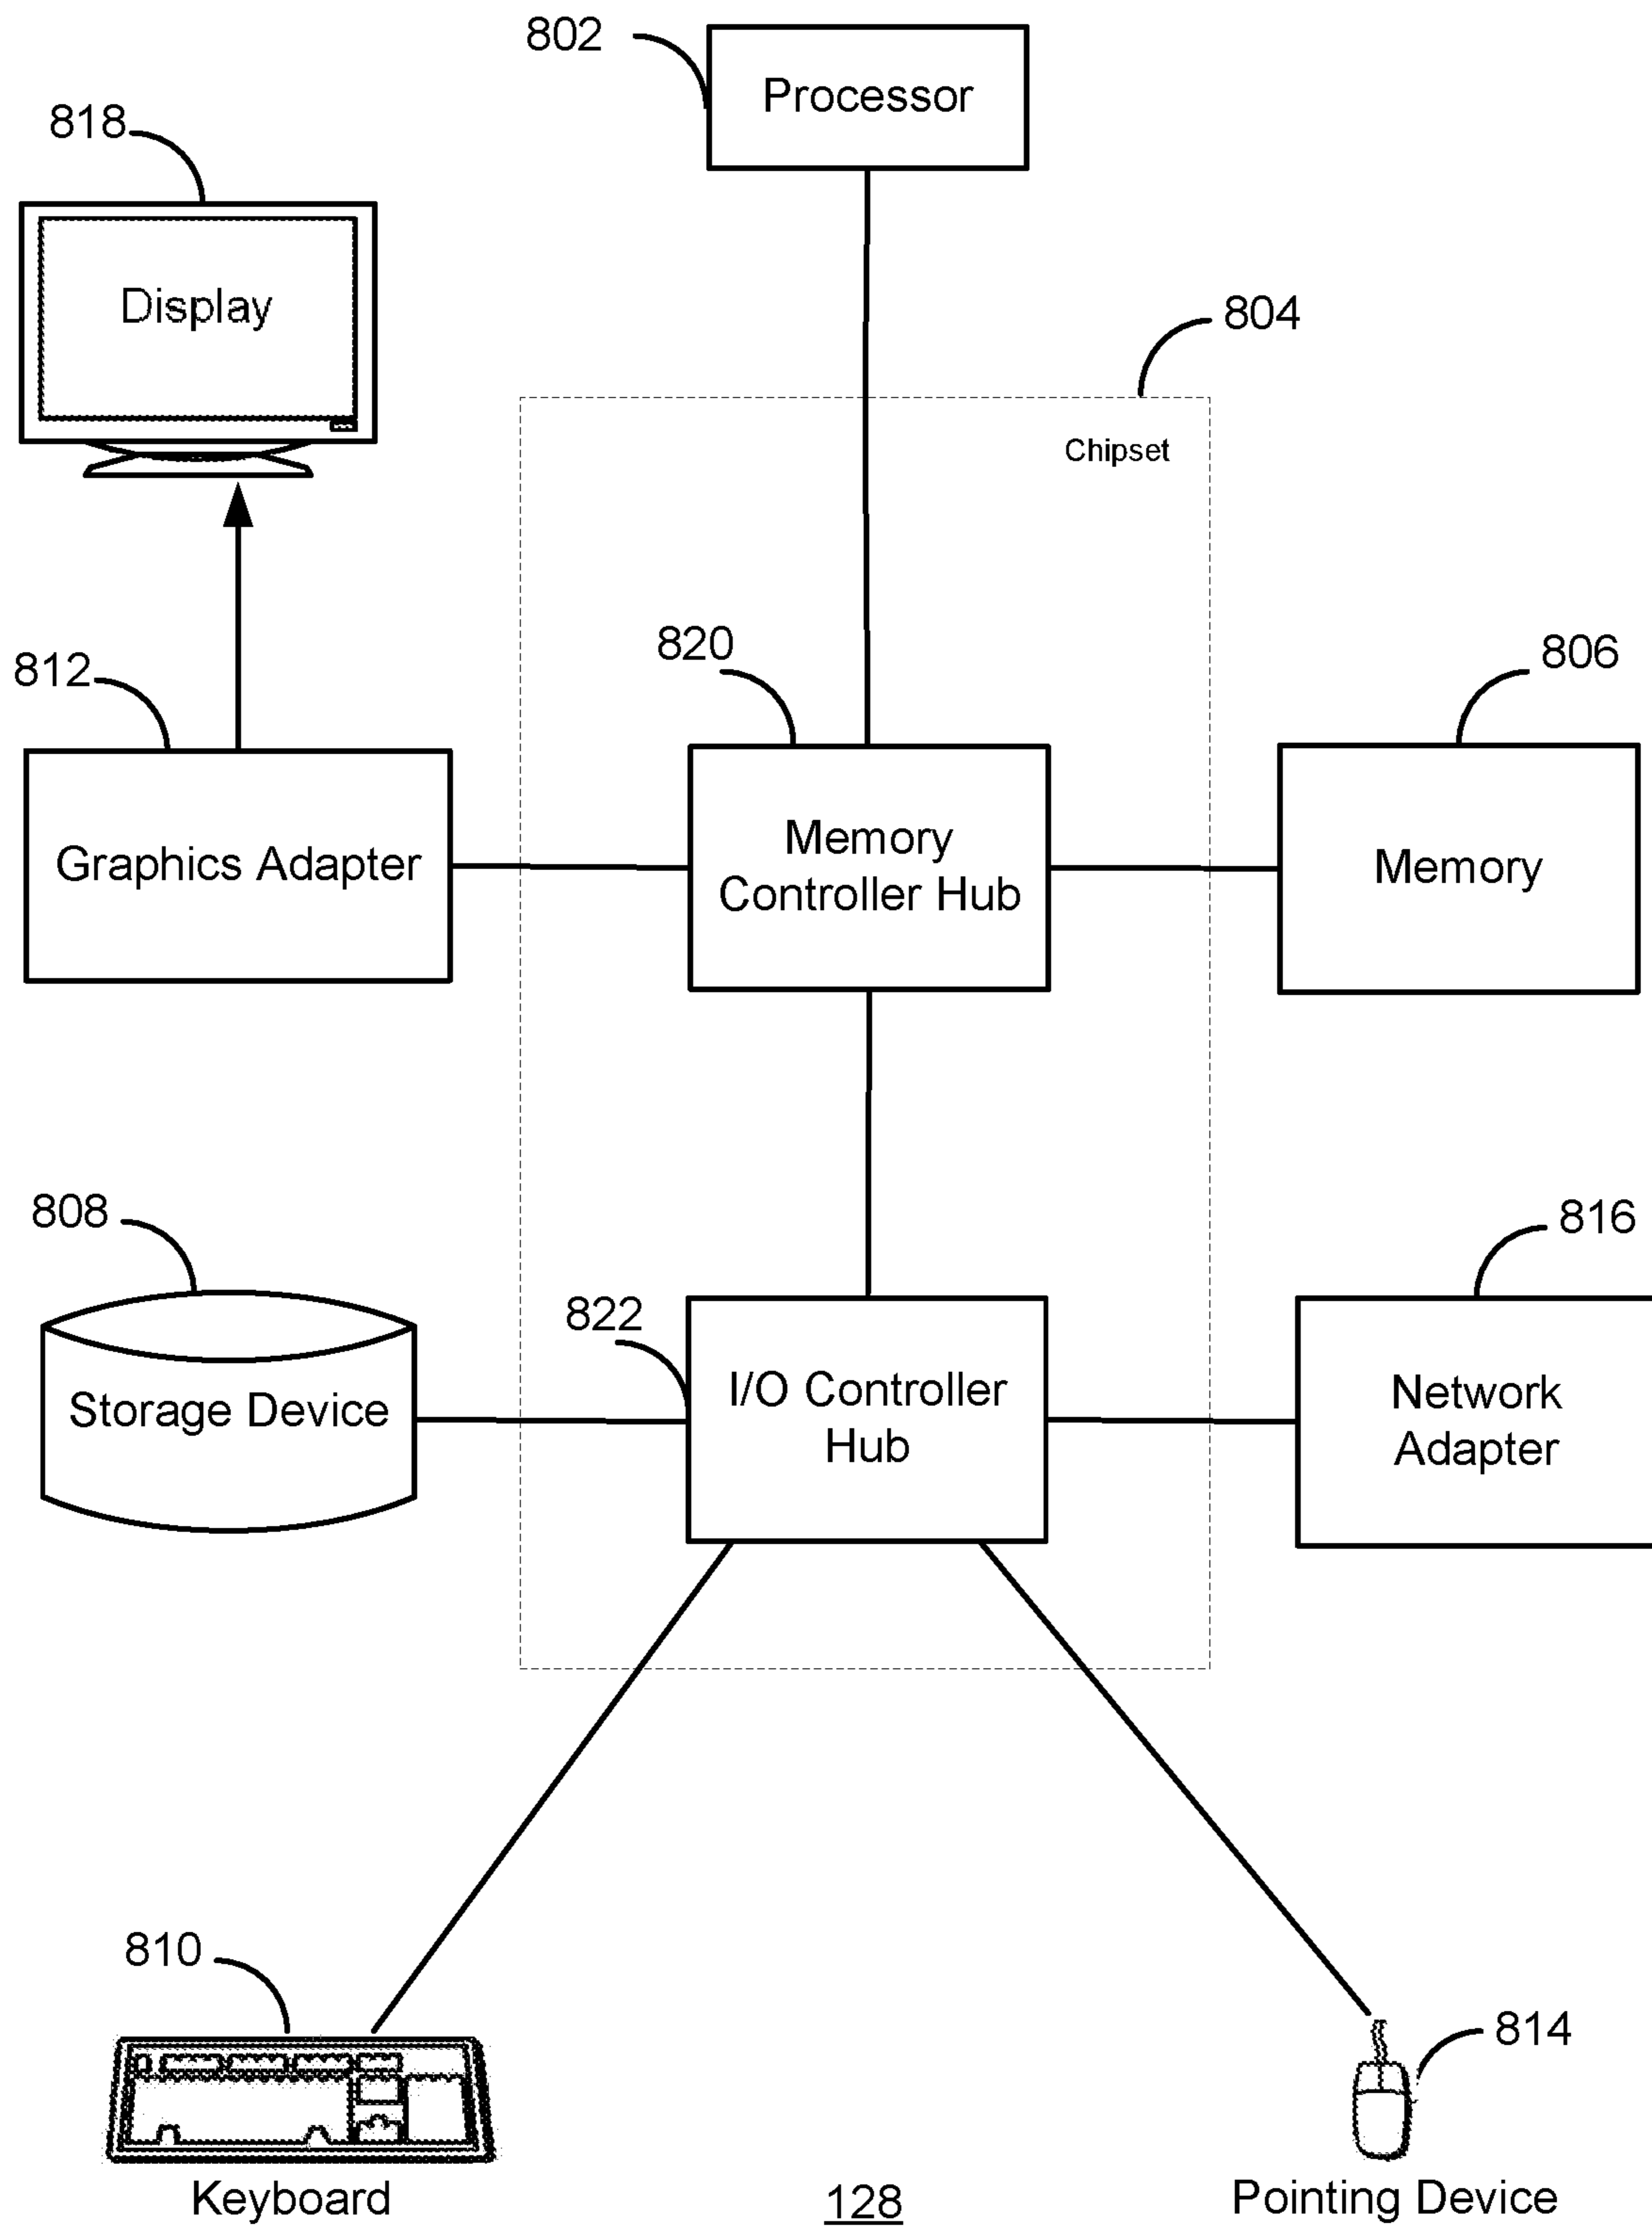 802
Processor
818
Display
804
Chipset
820
806
812
Memory
Controller Hub
Graphics Adapter
Memory
808
816
822
I/O Controller
Hub
Storage Device
Network
Adapter
810
814
Keyboard
128
Pointing Device